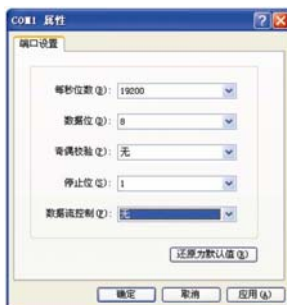 COM1 属性
端口设置
每秒位数(B): 19200
数据位(D): 8
奇偶校验(P): 无
停止位(S): 1
数据流控制(F): 无
还原为默认值(R)
确定 取消 应用(A)